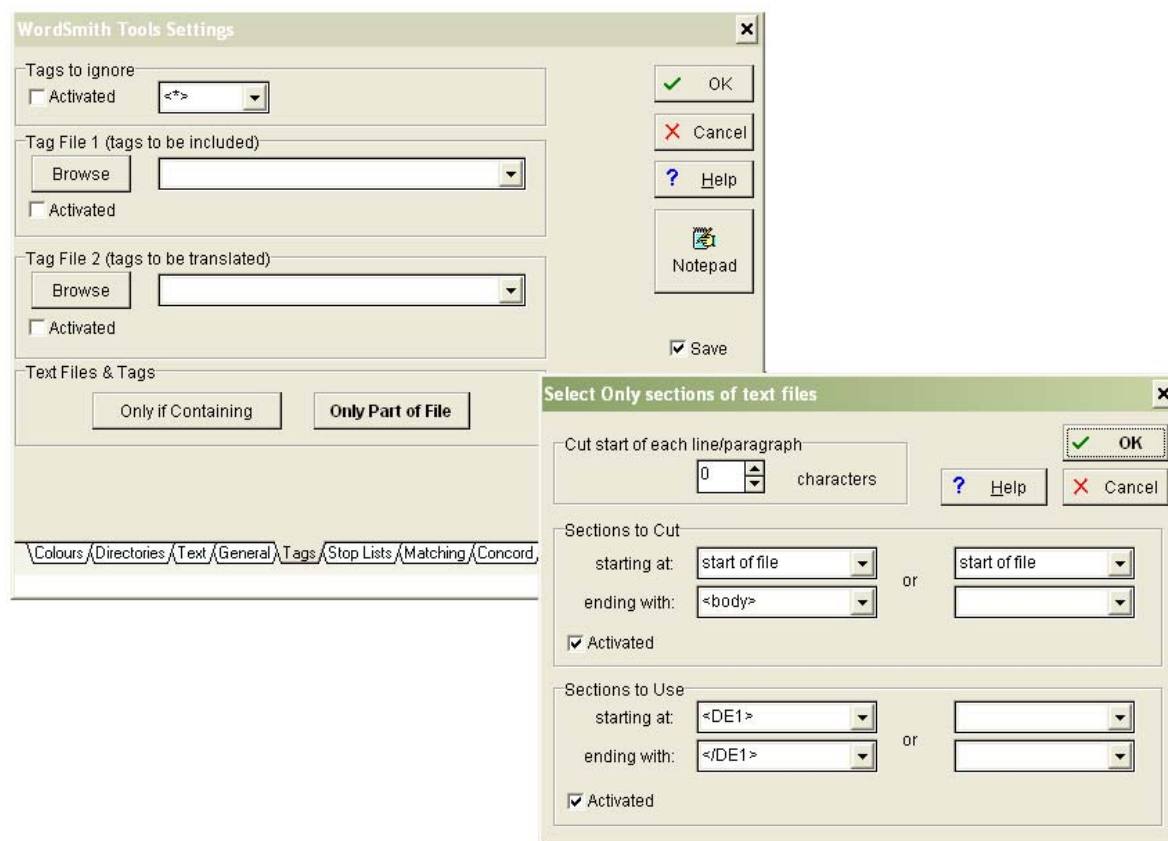 WordSmith Tools Settings
Tags to ignore
Activated <*>
OK
Cancel
Tag File 1 (tags to be included)
Browse
Help
Activated
Notepad
Tag File 2 (tags to be translated)
Browse
Activated
Save
Text Files & Tags
Only if Containing Only Part of File
Colours Directories Text General Tags Stop Lists Matching Concord
Select Only sections of text files
Cut start of each line/paragraph
0 characters
OK
Help Cancel
Sections to Cut
starting at: start of file or start of file
ending with: <body>
Activated
Sections to Use
starting at: <DE1> or
ending with: </DE1>
Activated